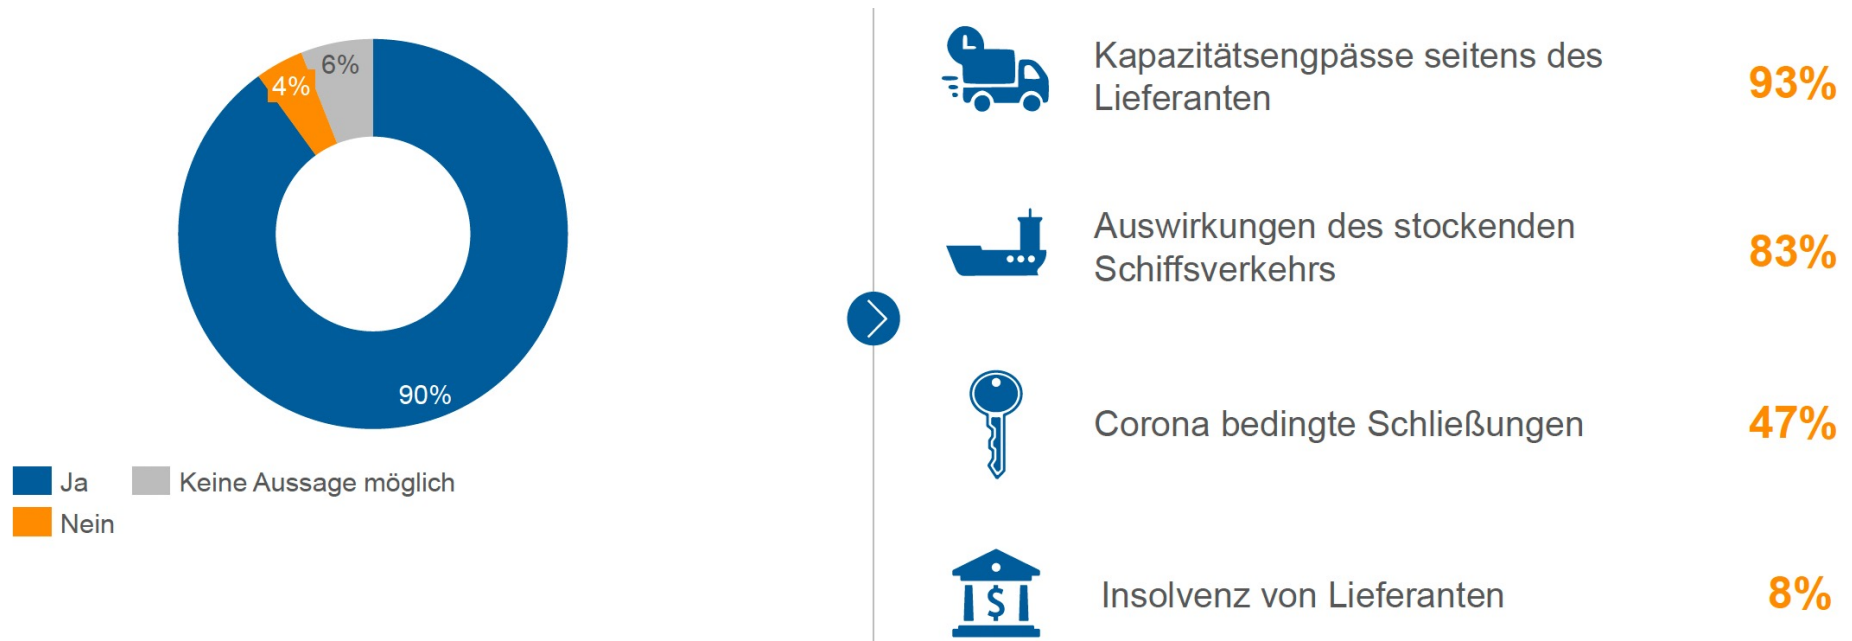 6%
4%
90%
Ja
Keine Aussage möglich
Nein
Kapazitätsengpässe seitens des
Lieferanten
93%
Auswirkungen des stockenden
Schiffsverkehrs
83%
Corona bedingte Schließungen
47%
$
Insolvenz von Lieferanten
8%